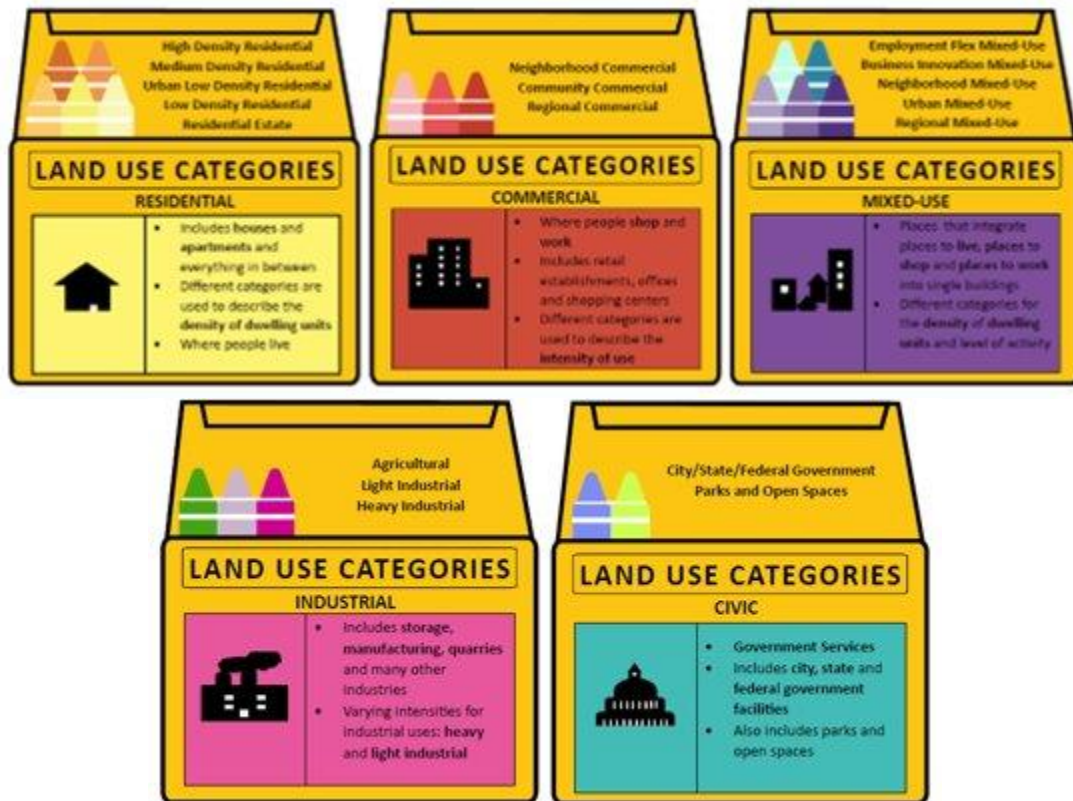 High Density Residential
Medium Density Residential
Urban Low Density Residential
Low Density Residential
Residential Estate
LAND USE CATEGORIES
RESIDENTIAL
• Includes houses and
apartments and
everything in between
• Different categories are
used to describe the
density of dwelling units
• Where people live
Neighborhood Commercial
Community Commercial
Regional Commercial
LAND USE CATEGORIES
COMMERCIAL
• Where people shop and
work
• Includes retail
establishments, offices
and shopping centers
• Different categories are
used to describe the
intensity of use
Employment Flex Mixed-Use
Business Innovation Mixed-Use
Neighborhood Mixed-Use
Urban Mixed-Use
Regional Mixed-Use
LAND USE CATEGORIES
MIXED-USE
• Places that integrate
places to live, places to
shop and places to work
into single buildings
• Different categories for
the density of dwelling
units and level of activity
Agricultural
Light Industrial
Heavy Industrial
LAND USE CATEGORIES
INDUSTRIAL
• Includes storage,
manufacturing, quarries
and many other
industries
• Varying intensities for
industrial uses: heavy
and light industrial
City/State/Federal Government
Parks and Open Spaces
LAND USE CATEGORIES
CIVIC
• Government Services
• Includes city, state and
federal government
facilities
• Also includes parks and
open spaces